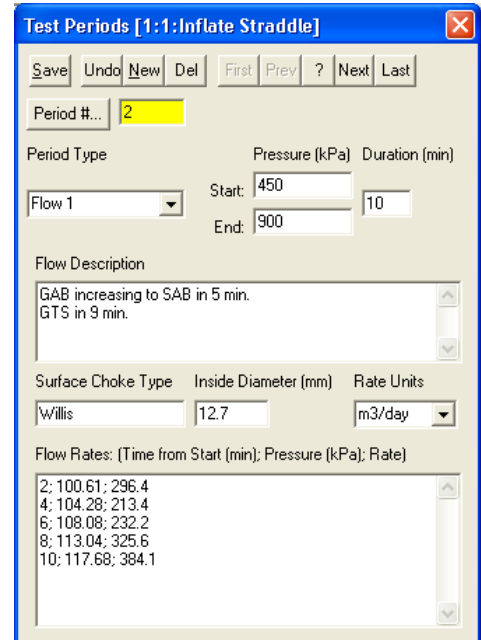 Test Periods [1:1:Inflate Straddle]
Save Undo New Del First Prev ? Next Last
Period #... 2
Period Type Pressure (kPa) Duration (min)
Flow 1 Start: 450 10
End: 900
Flow Description
GAB increasing to SAB in 5 min.
GTS in 9 min.
Surface Choke Type Inside Diameter (mm) Rate Units
Willis 12.7 m3/day
Flow Rates: (Time from Start (min); Pressure (kPa); Rate)
2; 100.61; 296.4
4; 104.28; 213.4
6; 108.08; 232.2
8; 113.04; 325.6
10; 117.68; 384.1